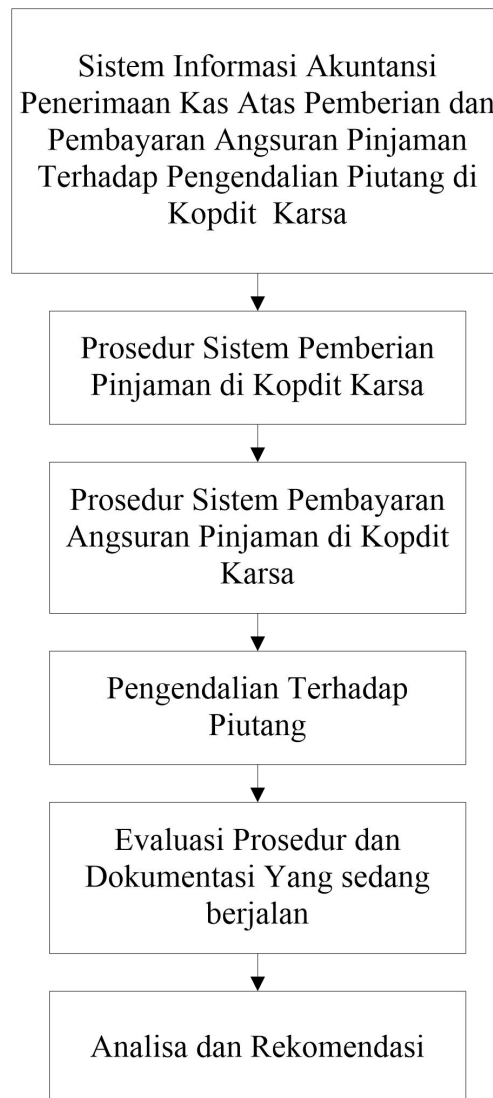 Sistem Informasi Akuntansi
Penerimaan Kas Atas Pemberian dan
Pembayaran Angsuran Pinjaman
Terhadap Pengendalian Piutang di
Kopdit Karsa
Prosedur Sistem Pemberian
Pinjaman di Kopdit Karsa
Prosedur Sistem Pembayaran
Angsuran Pinjaman di Kopdit
Karsa
Pengendalian Terhadap
Piutang
Evaluasi Prosedur dan
Dokumentasi Yang sedang
berjalan
Analisa dan Rekomendasi